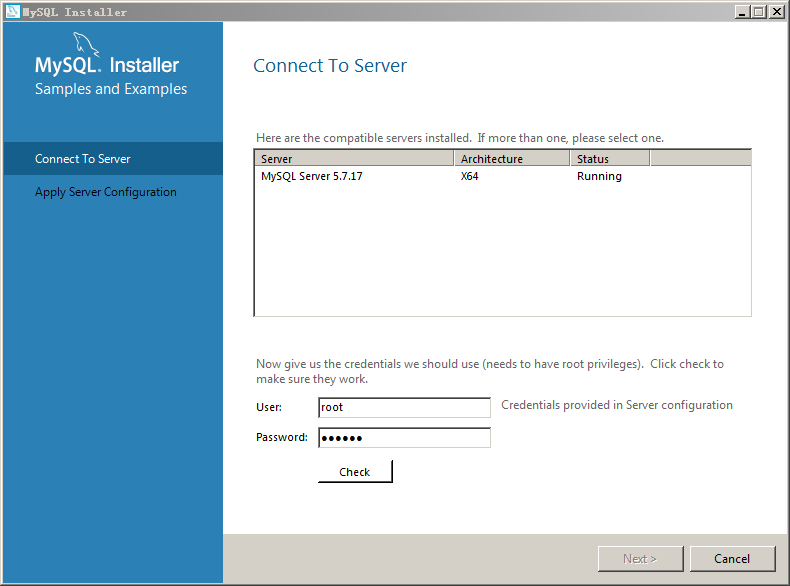 MySQL Installer
MySQL. Installer
Samples and Examples
Connect To Server
Apply Server Configuration
Connect To Server
Here are the compatible servers installed. If more than one, please select one.
Server Architecture Status
MySQL Server 5.7.17 X64 Running
Now give us the credentials we should use (needs to have root privileges). Click check to
make sure they work.
User: root Credentials provided in Server configuration
Password: ●●●●●●
Check
Next > Cancel